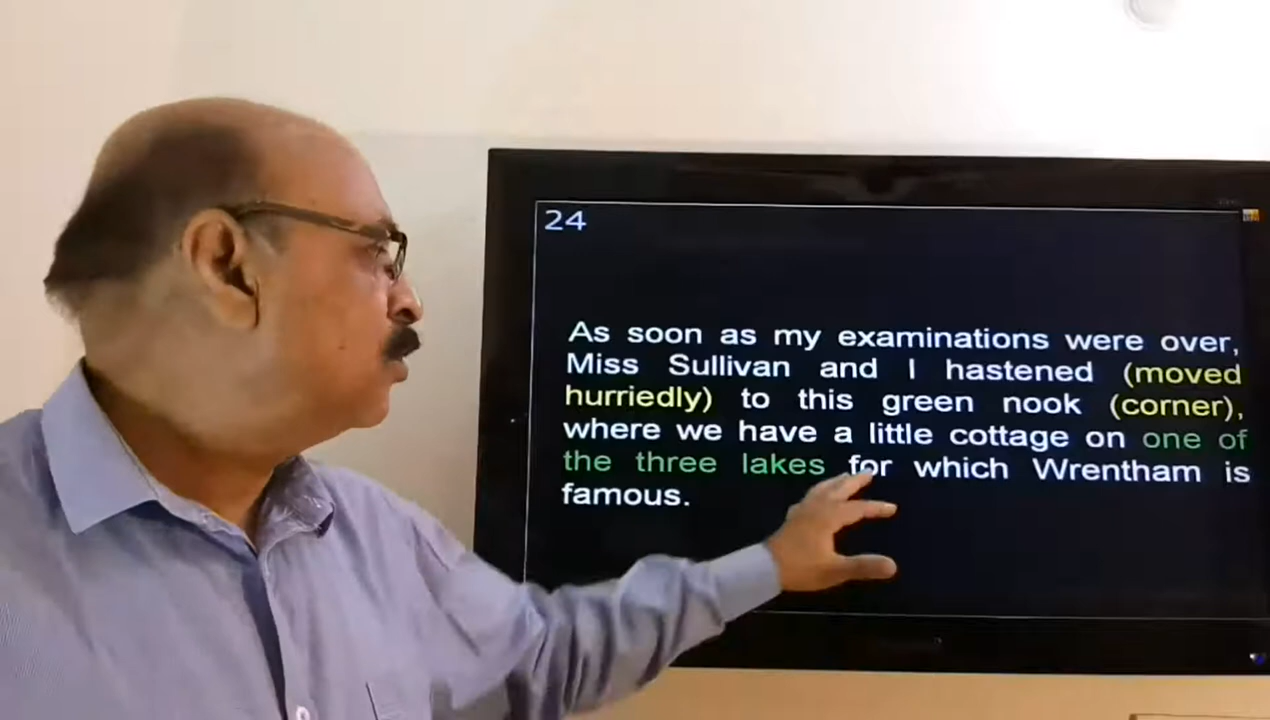 24
As soon as my examinations were over,
Miss Sullivan and I hastened (moved
hurriedly) to this green nook (corner),
where we have a little cottage on one of
the three lakes for which Wrentham is
famous.